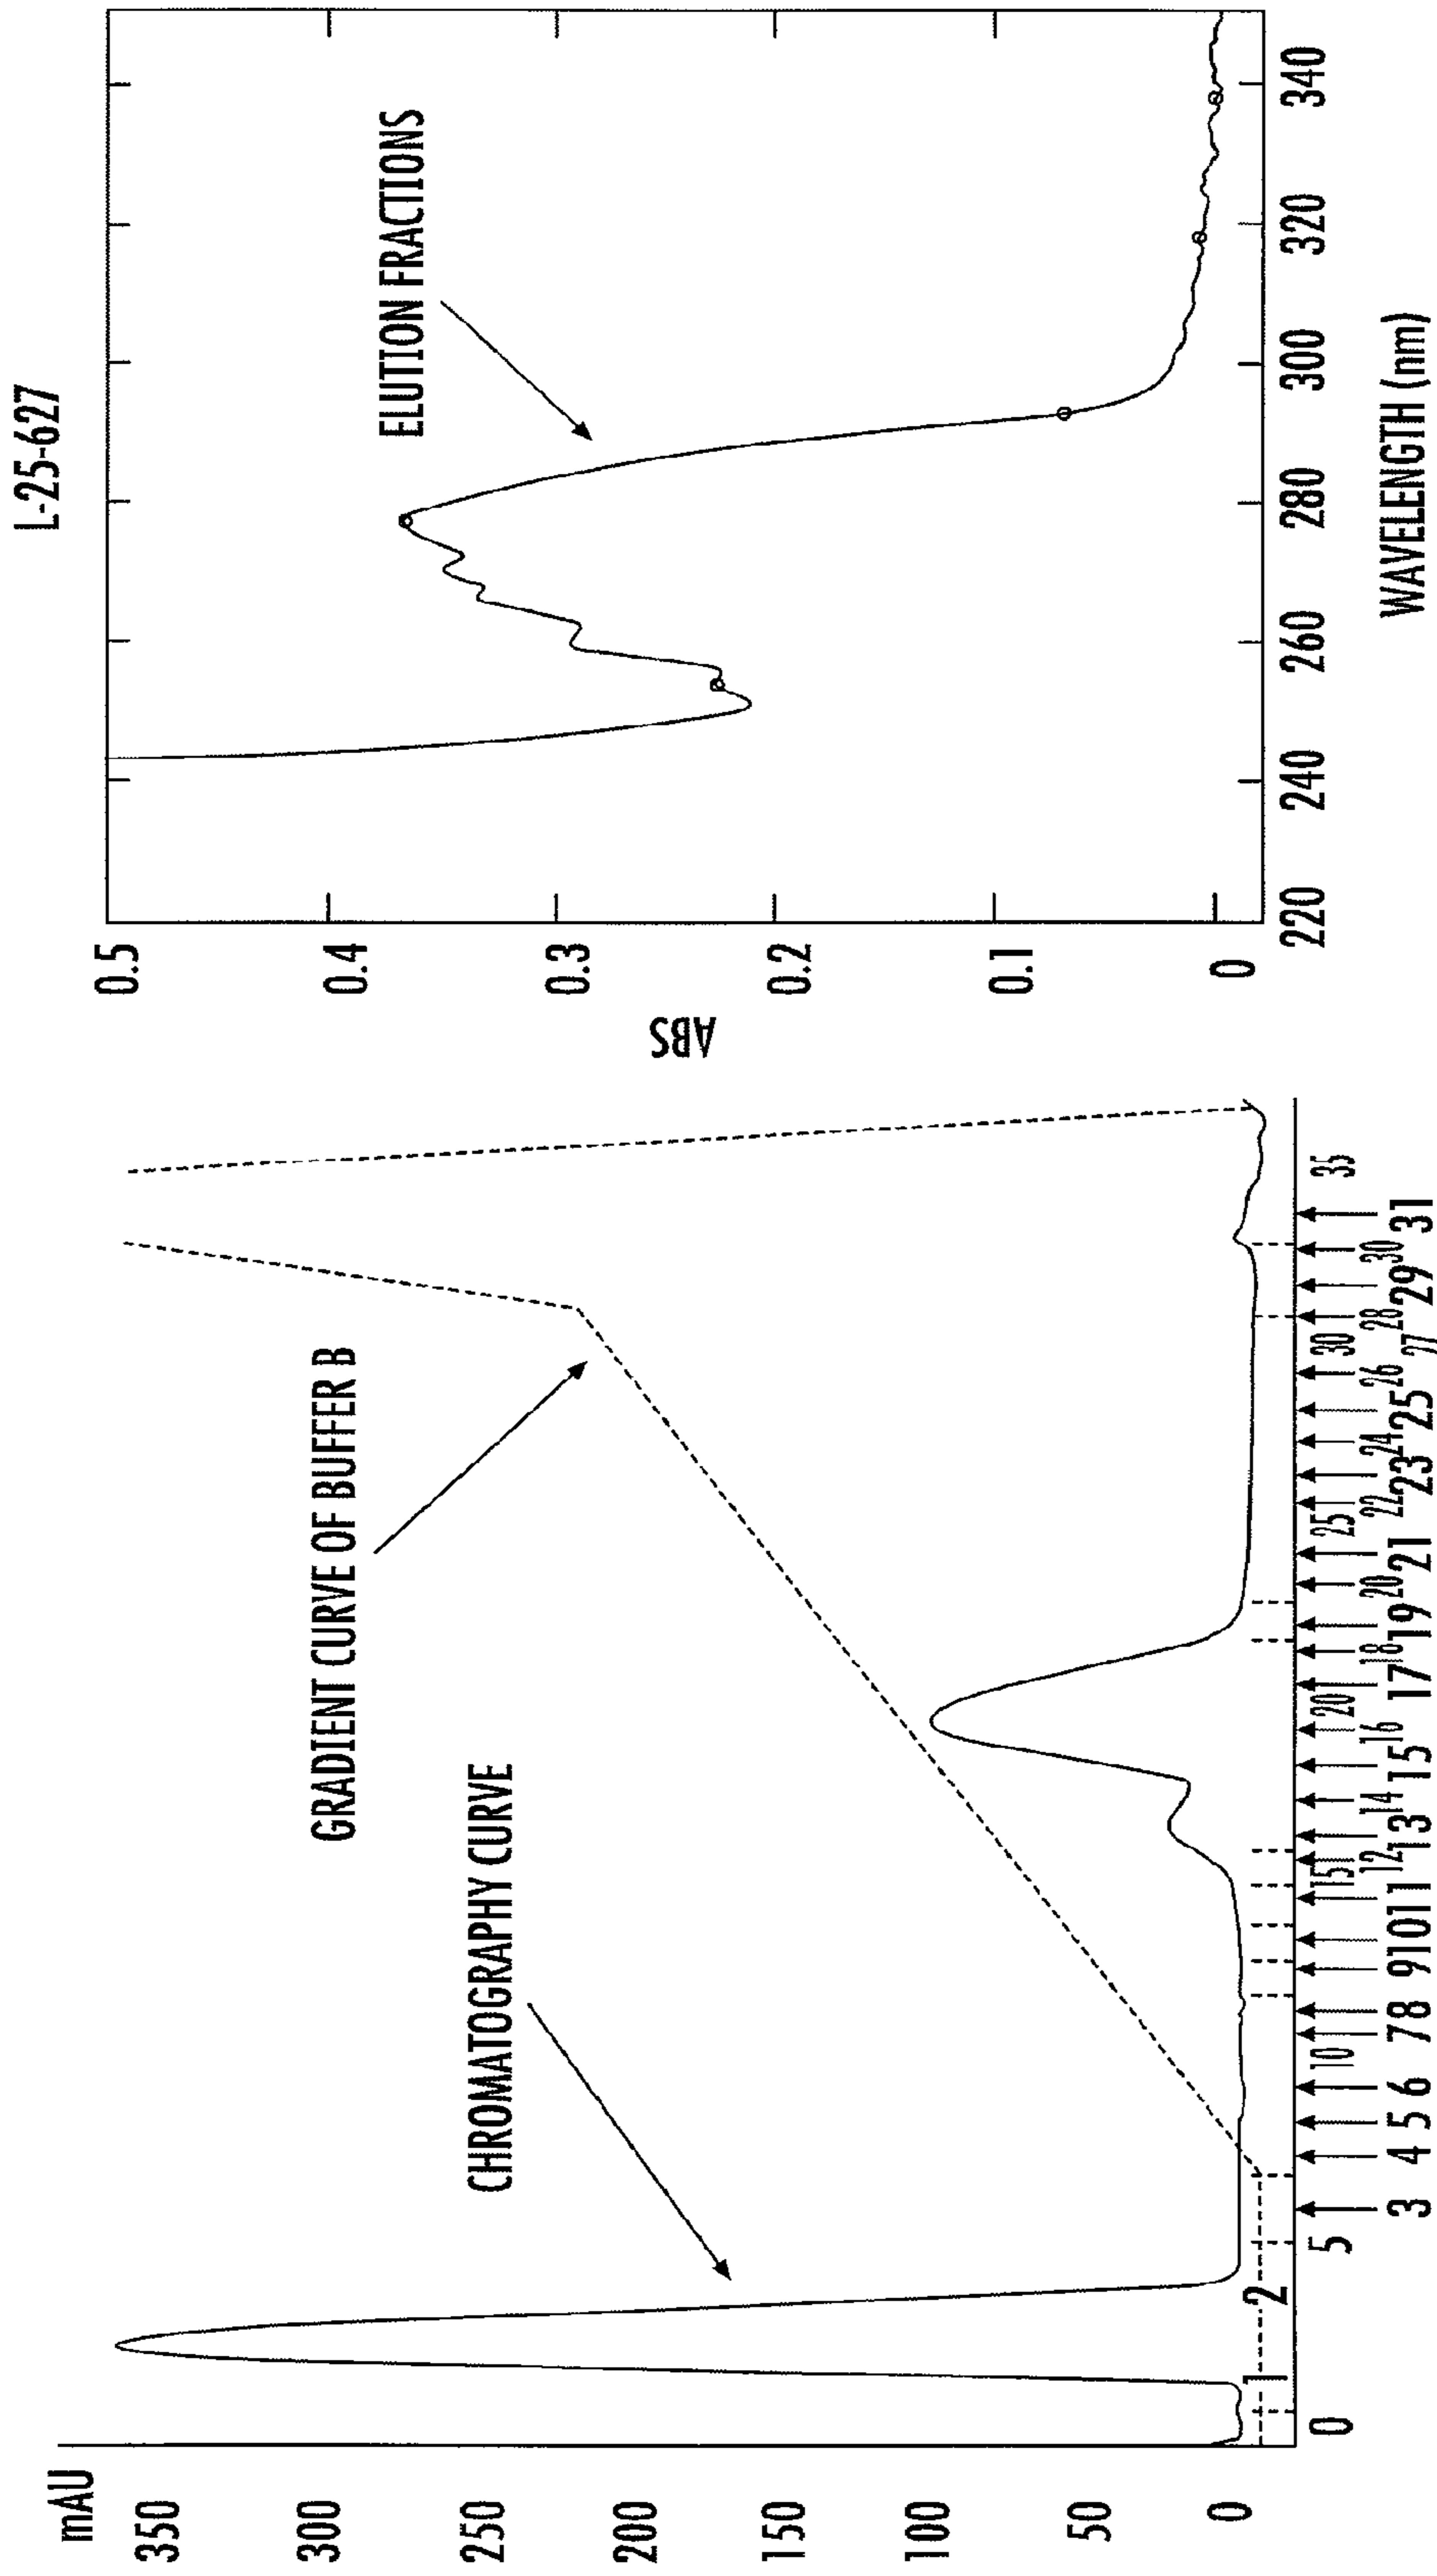 mAU
350
300
250
200
150
100
50
0
CHROMATOGRAPHY CURVE
GRADIENT CURVE OF BUFFER B
1
2
0 5 10 15 20 25 30 35
12 14 16 18 20 22 24 26 28 30
3 4 5 6 7 8 9 10 11 13 15 17 19 21 23 25 27 29 31
L-25-627
0.5
0.4
0.3
0.2
0.1
0
ABS
ELUTION FRACTIONS
220 240 260 280 300 320 340
WAVELENGTH (nm)